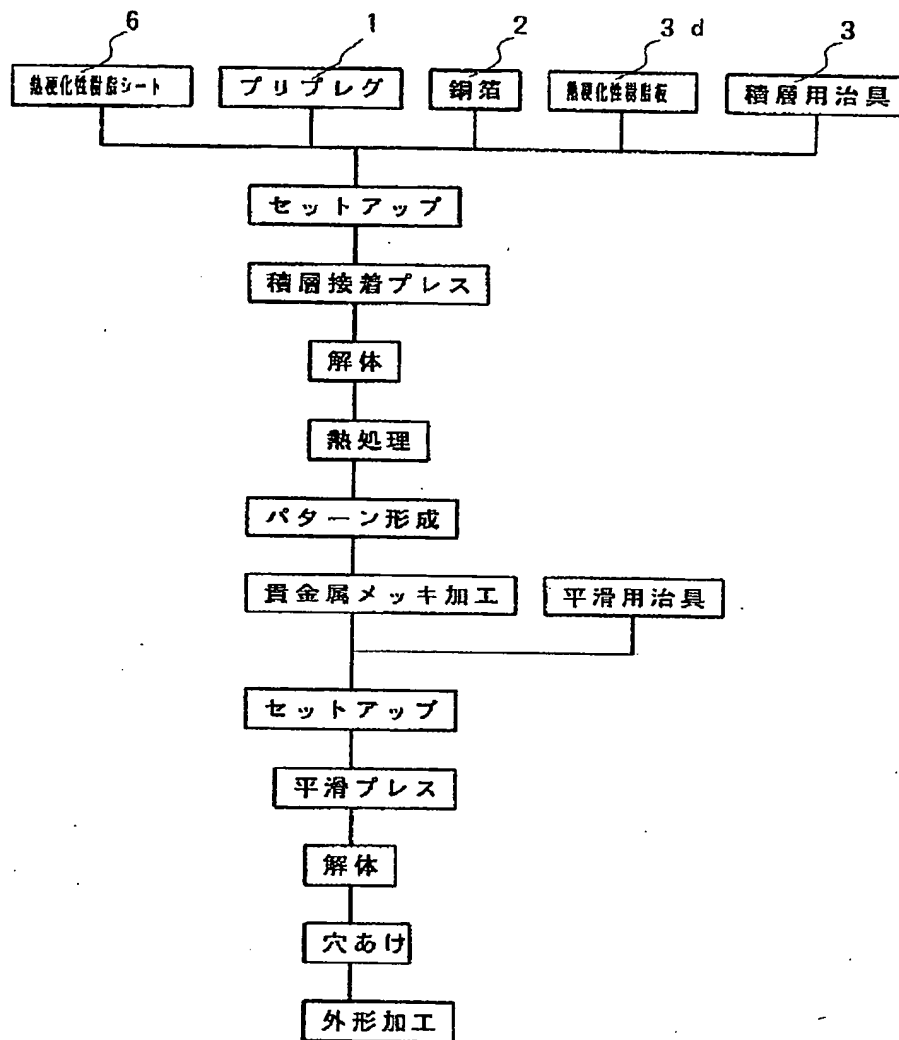 6 1 2 3 d 3
熱硬化性樹脂シート プリプレグ 銅箔 熱硬化性樹脂板 積層用治具
セットアップ
積層接着プレス
解体
熱処理
パターン形成
貴金属メッキ加工 平滑用治具
セットアップ
平滑プレス
解体
穴あけ
外形加工